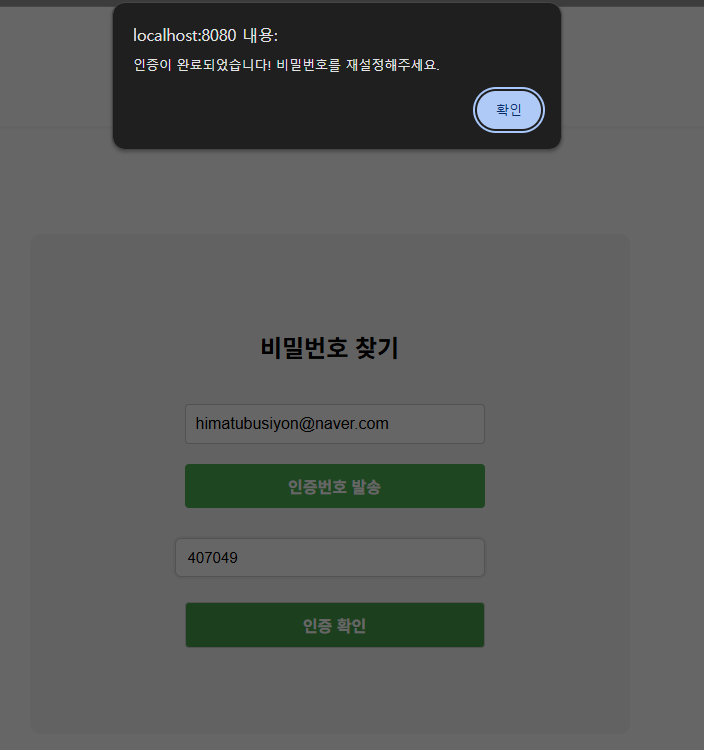 localhost:8080 내용:
인증이 완료되었습니다! 비밀번호를 재설정해주세요.
확인
비밀번호 찾기
himatubusiyon@naver.com
인증번호 발송
407049
인증 확인